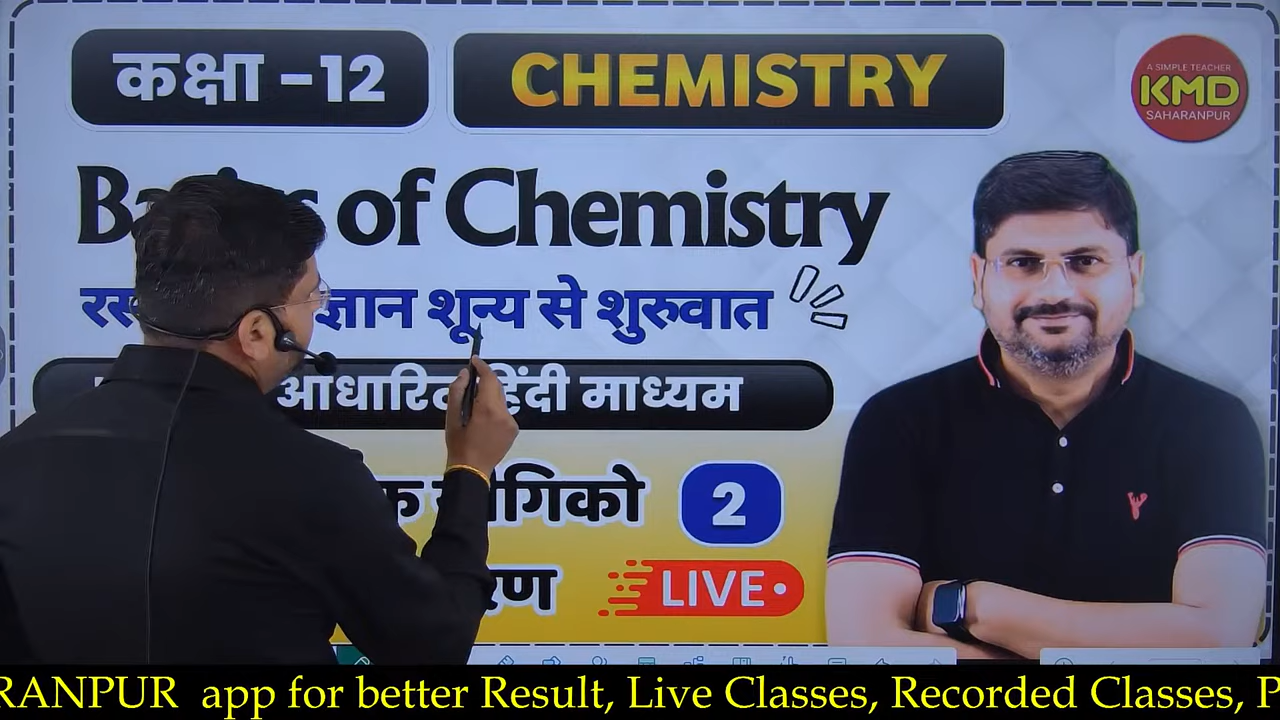 कक्षा -12
CHEMISTRY
A SIMPLE TEACHER
KMD
SAHARANPUR
of Chemistry
शून्य से शुरुवात
हिंदी माध्यम
2
LIVE
RANPUR app for better Result, Live Classes, Recorded Classes, P